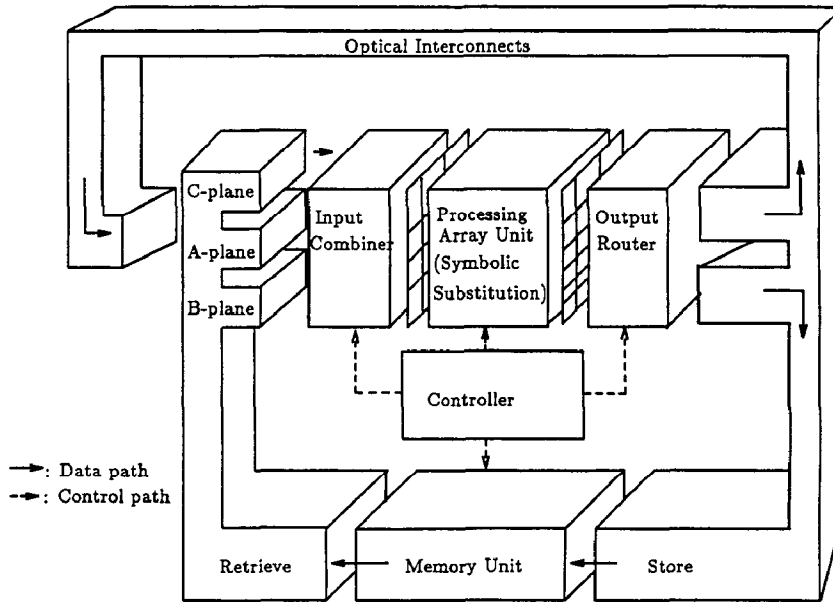 Optical Interconnects
C-plane
A-plane
B-plane
Input
Combiner
Processing
Array Unit
(Symbolic
Substitution)
Output
Router
Controller
: Data path
: Control path
Retrieve
Memory Unit
Store